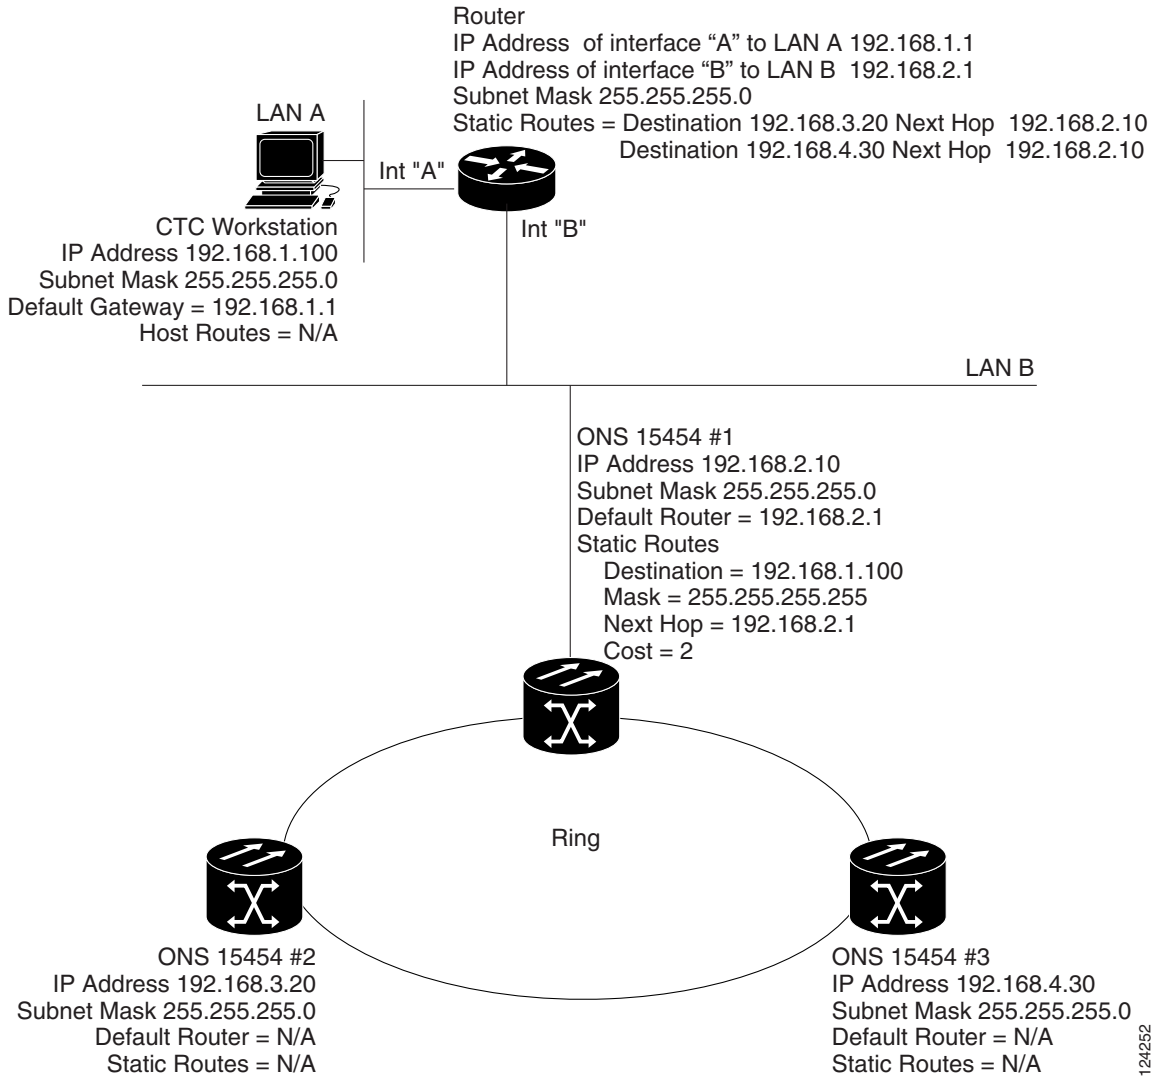 Router
IP Address  of interface “A” to LAN A 192.168.1.1
IP Address of interface “B” to LAN B  192.168.2.1
Subnet Mask 255.255.255.0
Static Routes = Destination 192.168.3.20 Next Hop  192.168.2.10
Destination 192.168.4.30 Next Hop  192.168.2.10
LAN A
Int "A"
Int "B"
CTC Workstation
IP Address 192.168.1.100
Subnet Mask 255.255.255.0
Default Gateway = 192.168.1.1
Host Routes = N/A
LAN B
ONS 15454 #1
IP Address 192.168.2.10
Subnet Mask 255.255.255.0
Default Router = 192.168.2.1
Static Routes
Destination = 192.168.1.100
Mask = 255.255.255.255
Next Hop = 192.168.2.1
Cost = 2
Ring
ONS 15454 #2
IP Address 192.168.3.20
Subnet Mask 255.255.255.0
Default Router = N/A
Static Routes = N/A
ONS 15454 #3
IP Address 192.168.4.30
Subnet Mask 255.255.255.0
Default Router = N/A
Static Routes = N/A
124252